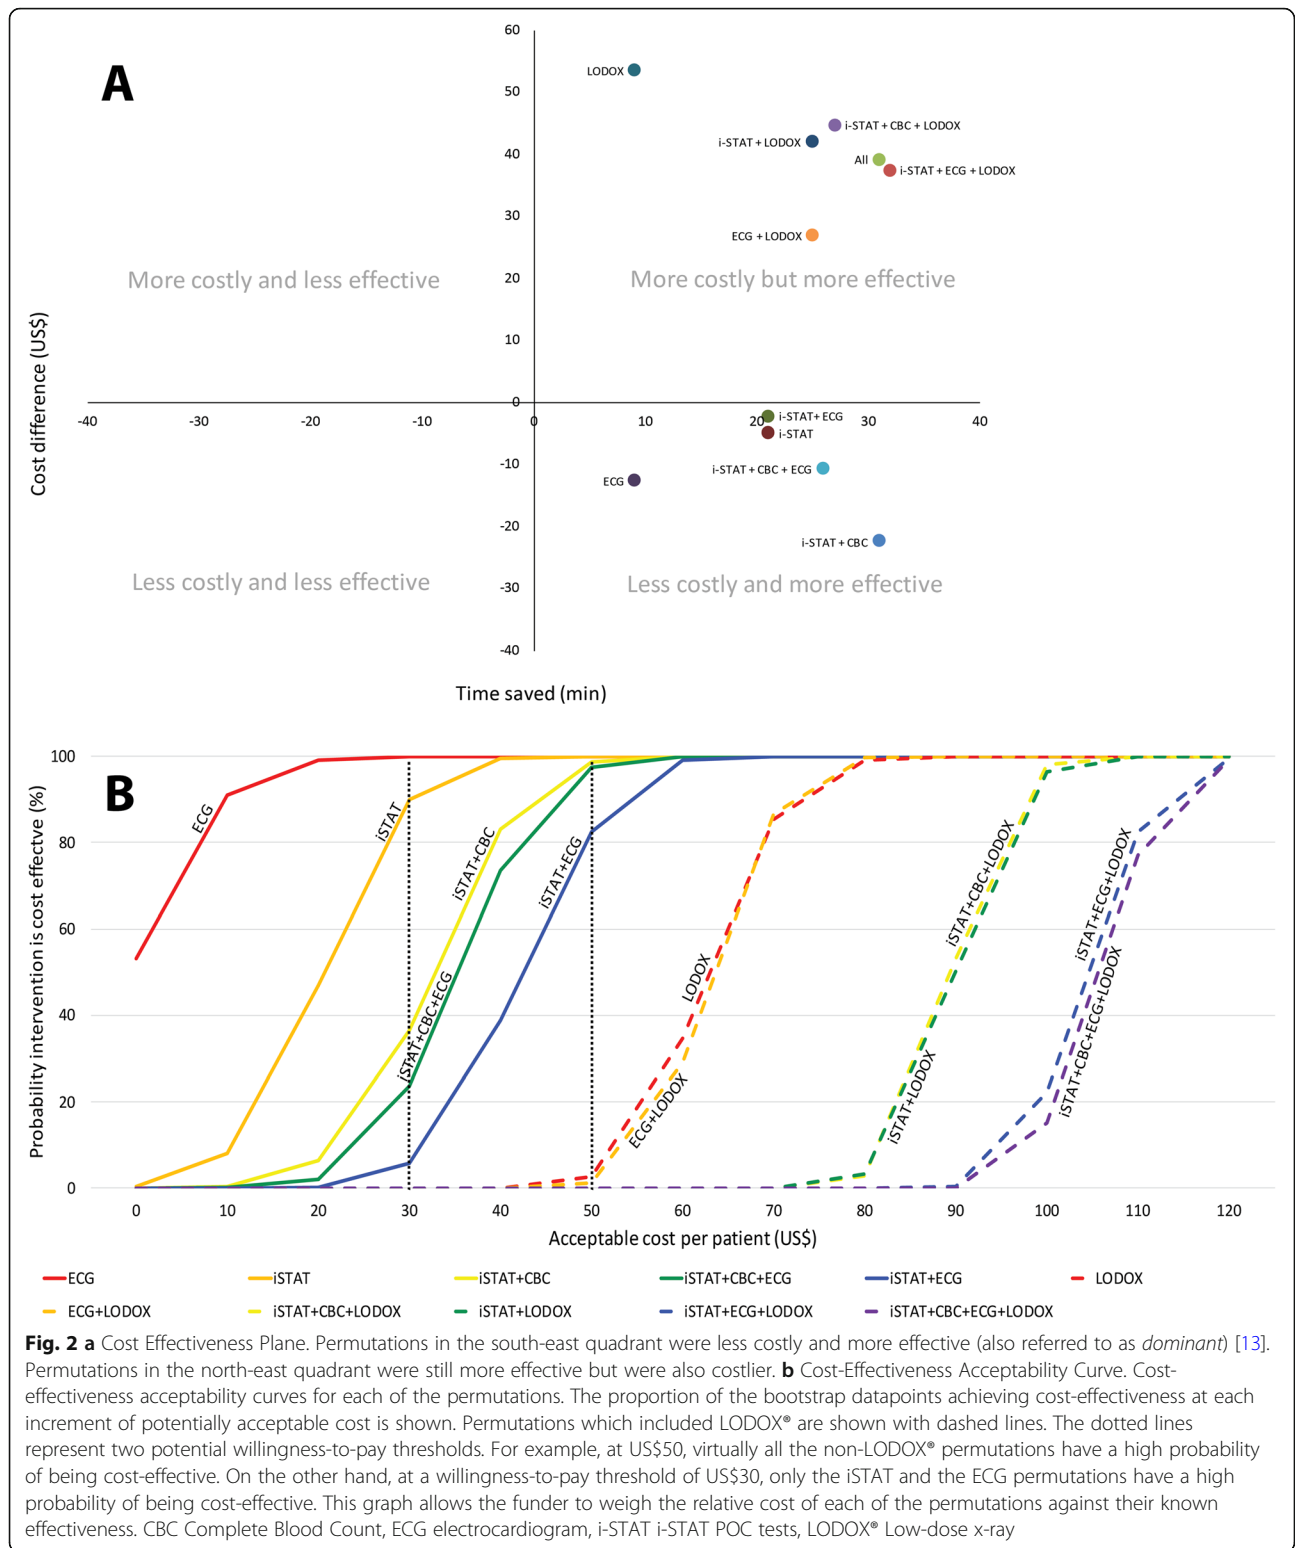 A
60
50
40
30
20
10
0
-10
-20
-30
-40
-40 -30 -20 -10 0 10 20 30 40
LODOX
i-STAT + CBC + LODOX
i-STAT + LODOX
All
i-STAT + ECG + LODOX
ECG + LODOX
More costly and less effective
More costly but more effective
i-STAT+ ECG
i-STAT
i-STAT + CBC + ECG
ECG
i-STAT + CBC
Less costly and less effective
Less costly and more effective
Cost difference (US$)
Time saved (min)
B
100
80
60
40
20
0
Probability intervention is cost effectve (%)
ECG
iSTAT
iSTAT+CBC
iSTAT+CBC+ECG
iSTAT+ECG
LODOX
ECG+LODOX
iSTAT+CBC+LODOX
iSTAT+LODOX
iSTAT+ECG+LODOX
iSTAT+CBC+ECG+LODOX
0 10 20 30 40 50 60 70 80 90 100 110 120
Acceptable cost per patient (US$)
ECG iSTAT iSTAT+CBC iSTAT+CBC+ECG iSTAT+ECG LODOX
ECG+LODOX iSTAT+CBC+LODOX iSTAT+LODOX iSTAT+ECG+LODOX iSTAT+CBC+ECG+LODOX
Fig. 2 a Cost Effectiveness Plane. Permutations in the south-east quadrant were less costly and more effective (also referred to as dominant) [13].
Permutations in the north-east quadrant were still more effective but were also costlier. b Cost-Effectiveness Acceptability Curve. Cost-
effectiveness acceptability curves for each of the permutations. The proportion of the bootstrap datapoints achieving cost-effectiveness at each
increment of potentially acceptable cost is shown. Permutations which included LODOX® are shown with dashed lines. The dotted lines
represent two potential willingness-to-pay thresholds. For example, at US$50, virtually all the non-LODOX® permutations have a high probability
of being cost-effective. On the other hand, at a willingness-to-pay threshold of US$30, only the iSTAT and the ECG permutations have a high
probability of being cost-effective. This graph allows the funder to weigh the relative cost of each of the permutations against their known
effectiveness. CBC Complete Blood Count, ECG electrocardiogram, i-STAT i-STAT POC tests, LODOX® Low-dose x-ray